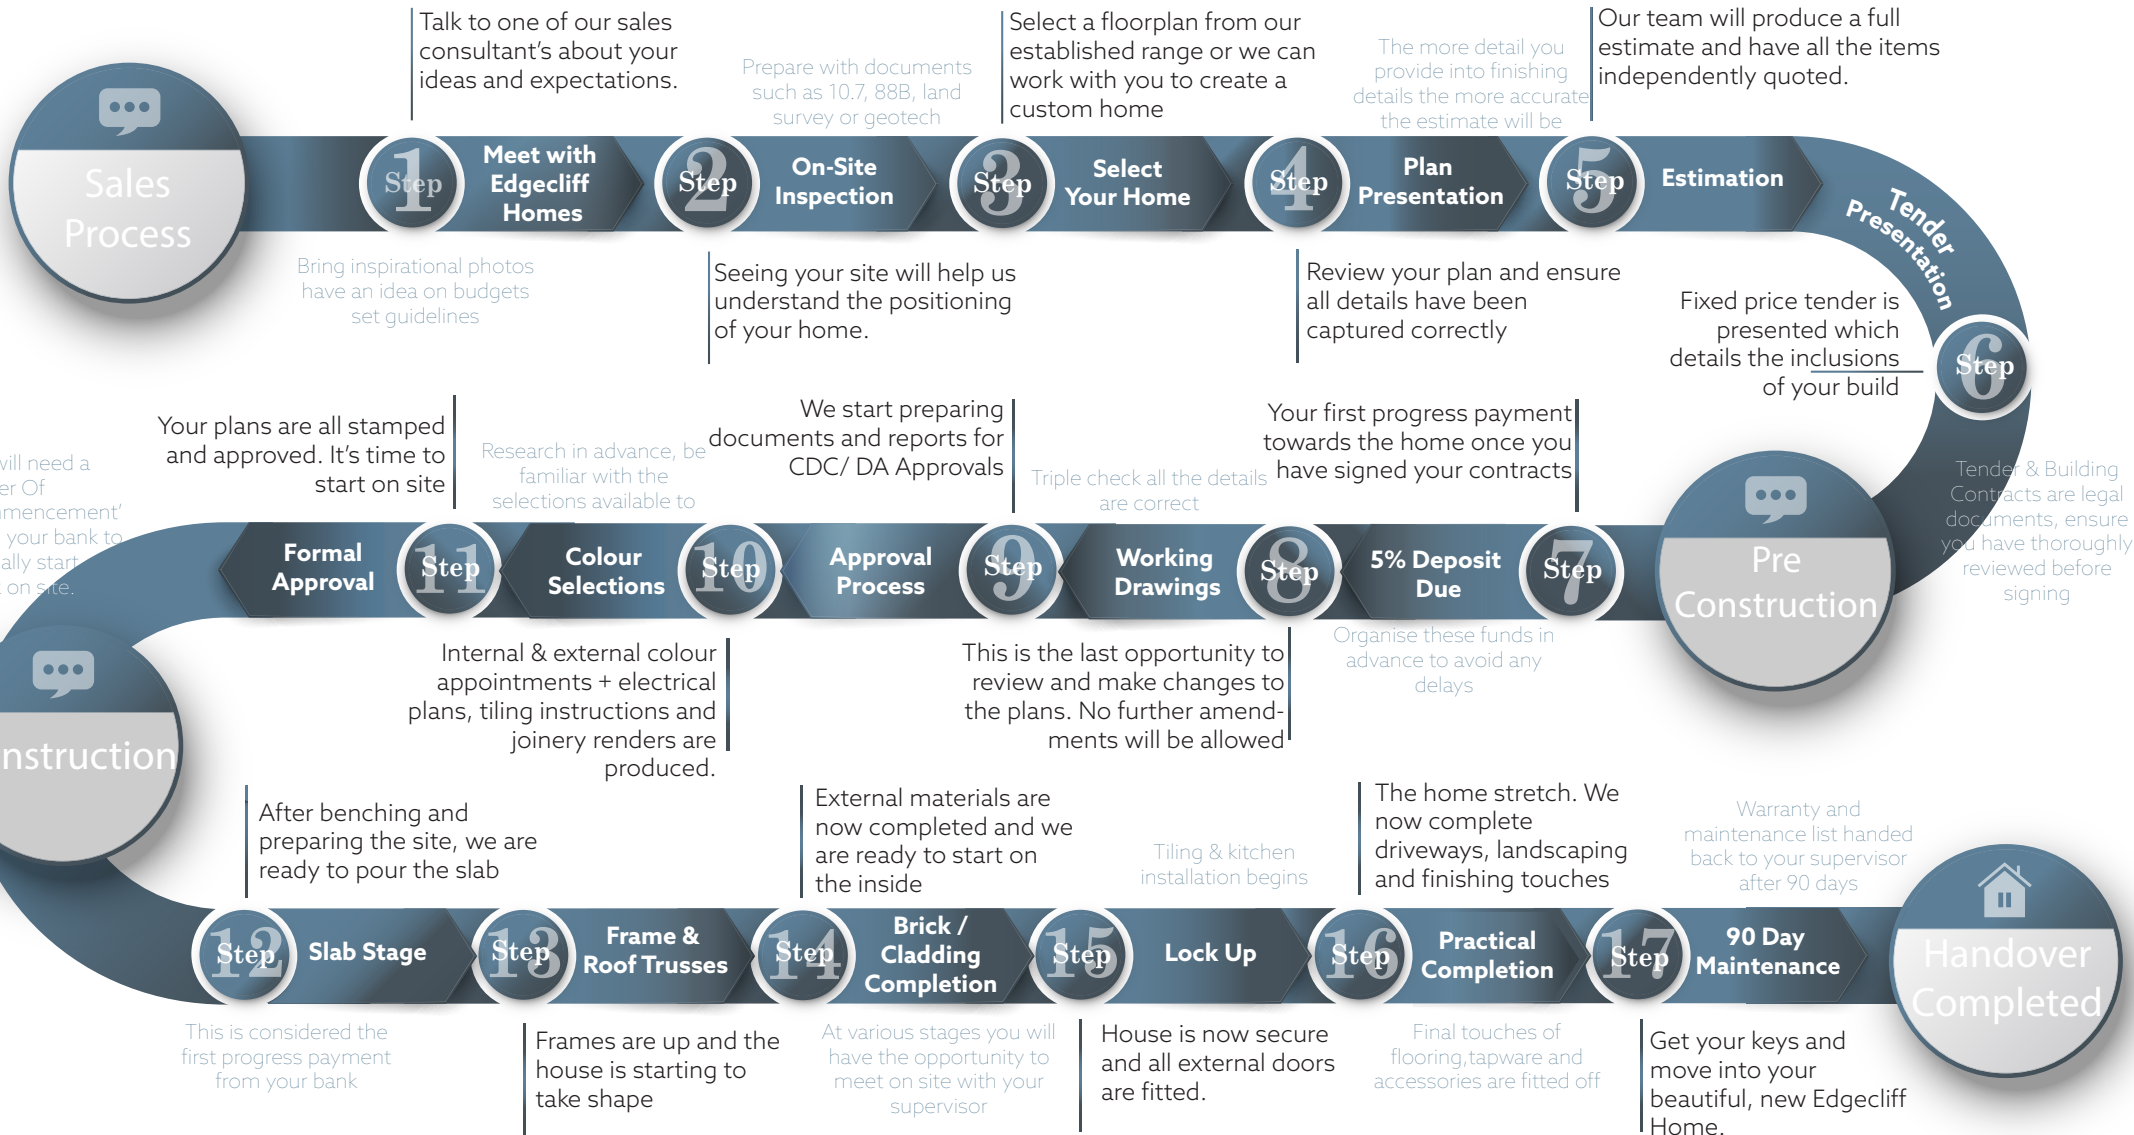 Sales
Process
Talk to one of our sales
consultant's about your
ideas and expectations.
1
Step
Meet with
Edgecliff
Homes
Bring inspirational photos
have an idea on budgets
set guidelines
Prepare with documents
such as 10.7, 88B, land
survey or geotech
2
Step
On-Site
Inspection
Seeing your site will help us
understand the positioning
of your home.
Select a floorplan from our
established range or we can
work with you to create a
custom home
3
Step
Select
Your Home
The more detail you
provide into finishing
details the more accurate
the estimate will be
4
Step
Plan
Presentation
Review your plan and ensure
all details have been
captured correctly
Our team will produce a full
estimate and have all the items
independently quoted.
5
Step
Estimation
Tender
Presentation
Fixed price tender is
presented which
details the inclusions
of your build
6
Step
Tender & Building
Contracts are legal
documents, ensure
you have thoroughly
reviewed before
signing
Pre
Construction
Your first progress payment
towards the home once you
have signed your contracts
7
Step
5% Deposit
Due
Organise these funds in
advance to avoid any
delays
Triple check all the details
are correct
8
Step
Working
Drawings
This is the last opportunity to
review and make changes to
the plans. No further amend-
ments will be allowed
We start preparing
documents and reports for
CDC/ DA Approvals
9
Step
Approval
Process
Research in advance, be
familiar with the
selections available to
10
Step
Colour
Selections
Internal & external colour
appointments + electrical
plans, tiling instructions and
joinery renders are
produced.
Your plans are all stamped
and approved. It's time to
start on site
11
Step
Formal
Approval
will need a
er Of
mmencement'
your bank to
ally start
on site.
nstruction
After benching and
preparing the site, we are
ready to pour the slab
12
Step
Slab Stage
This is considered the
first progress payment
from your bank
13
Step
Frame &
Roof Trusses
Frames are up and the
house is starting to
take shape
External materials are
now completed and we
are ready to start on
the inside
14
Step
Brick /
Cladding
Completion
At various stages you will
have the opportunity to
meet on site with your
supervisor
Tiling & kitchen
installation begins
15
Step
Lock Up
House is now secure
and all external doors
are fitted.
The home stretch. We
now complete
driveways, landscaping
and finishing touches
16
Step
Practical
Completion
Final touches of
flooring,tapware and
accessories are fitted off
Warranty and
maintenance list handed
back to your supervisor
after 90 days
17
Step
90 Day
Maintenance
Get your keys and
move into your
beautiful, new Edgecliff
Home.
Handover
Completed